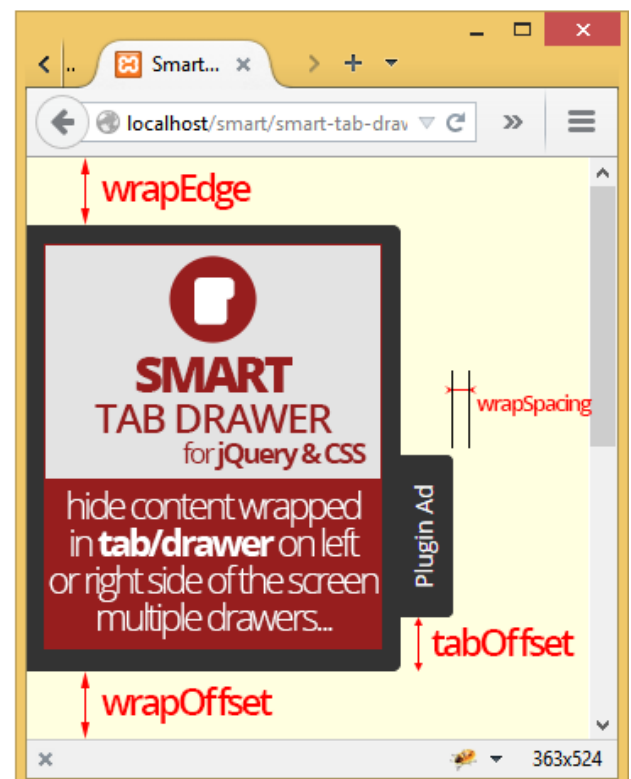 ..
Smart...
localhost/smart/smart-tab-drav
wrapEdge
SMART
TAB DRAWER
for jQuery & CSS
hide content wrapped
in tab/drawer on left
or right side of the screen
multiple drawers...
Plugin Ad
wrapSpacing
tabOffset
wrapOffset
363x524